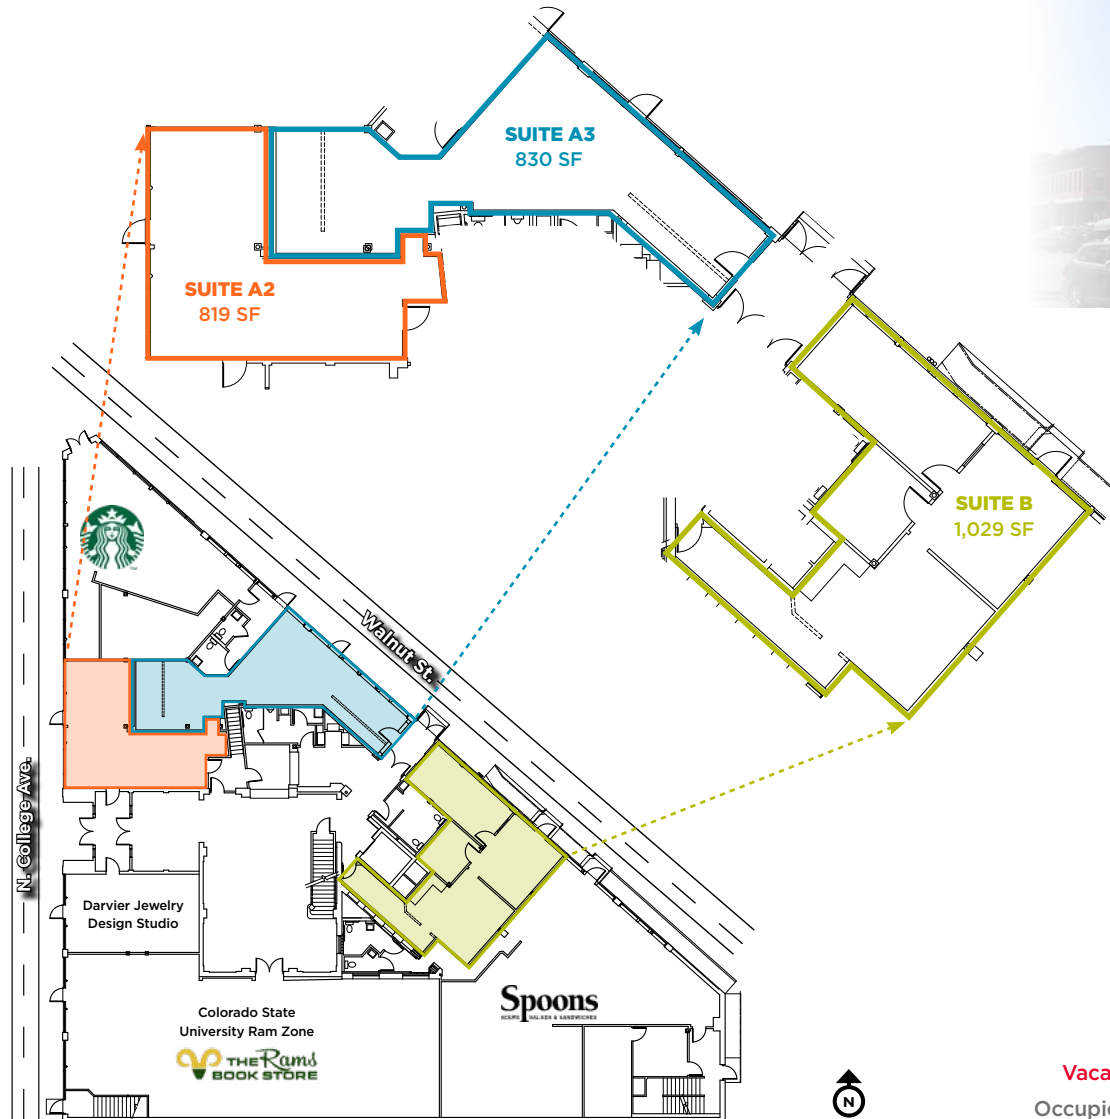 SUITE A3
830 SF
SUITE A2
819 SF
SUITE B
1,029 SF
Walnut St.
N. College Ave.
Darvier Jewelry
Design Studio
Colorado State
University Ram Zone
THE Rams
BOOK STORE
Spoons
SOUPS SALADS & SANDWICHES
N
Vaca
Occupie